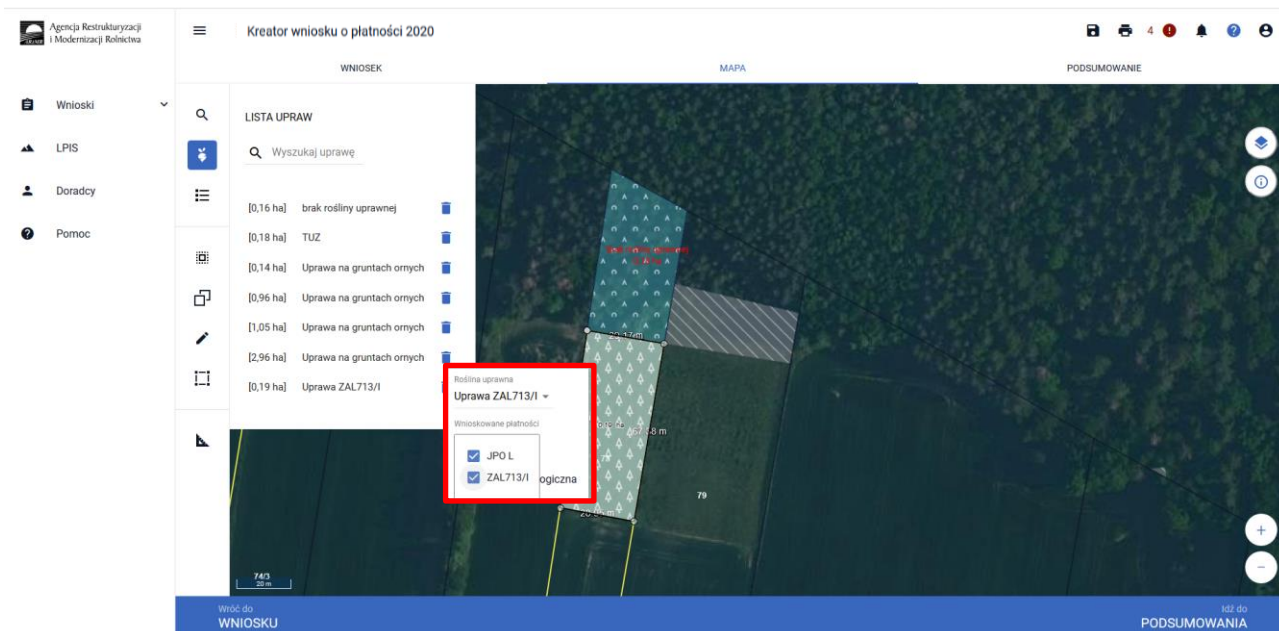 Agencja Restrukturyzacji
i Modernizacji Rolnictwa
Kreator wniosku o płatności 2020
4
WNIOSEK
MAPA
PODSUMOWANIE
Wnioski
LPIS
Doradcy
Pomoc
LISTA UPRAW
Wyszukaj uprawę
[0,16 ha] brak rośliny uprawnej
[0,18 ha] TUZ
[0,14 ha] Uprawa na gruntach ornych
[0,96 ha] Uprawa na gruntach ornych
[1,05 ha] Uprawa na gruntach ornych
[2,96 ha] Uprawa na gruntach ornych
[0,19 ha] Uprawa ZAL713/I
Roślina uprawna
Uprawa ZAL713/I
Wnioskowane płatności
JPO L
ZAL713/I
ogiczna
79
74/3
20 m
Wróć do
WNIOSKU
Idź do
PODSUMOWANIA